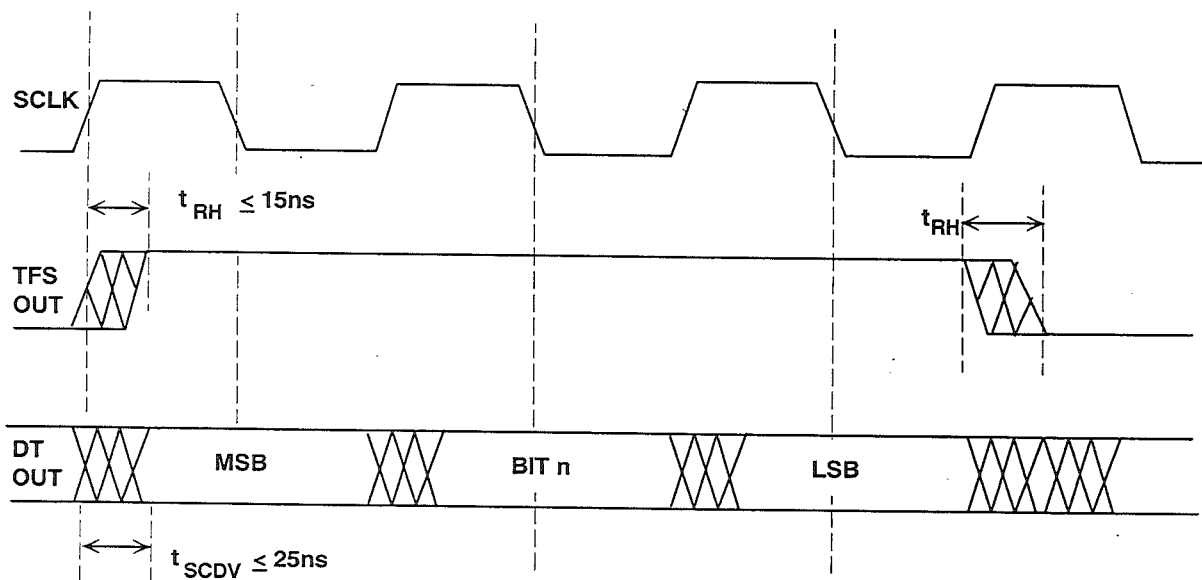 SCLK
t RH ≤ 15ns
t RH
TFS
OUT
DT
OUT
MSB
BIT n
LSB
t SCDV ≤ 25ns